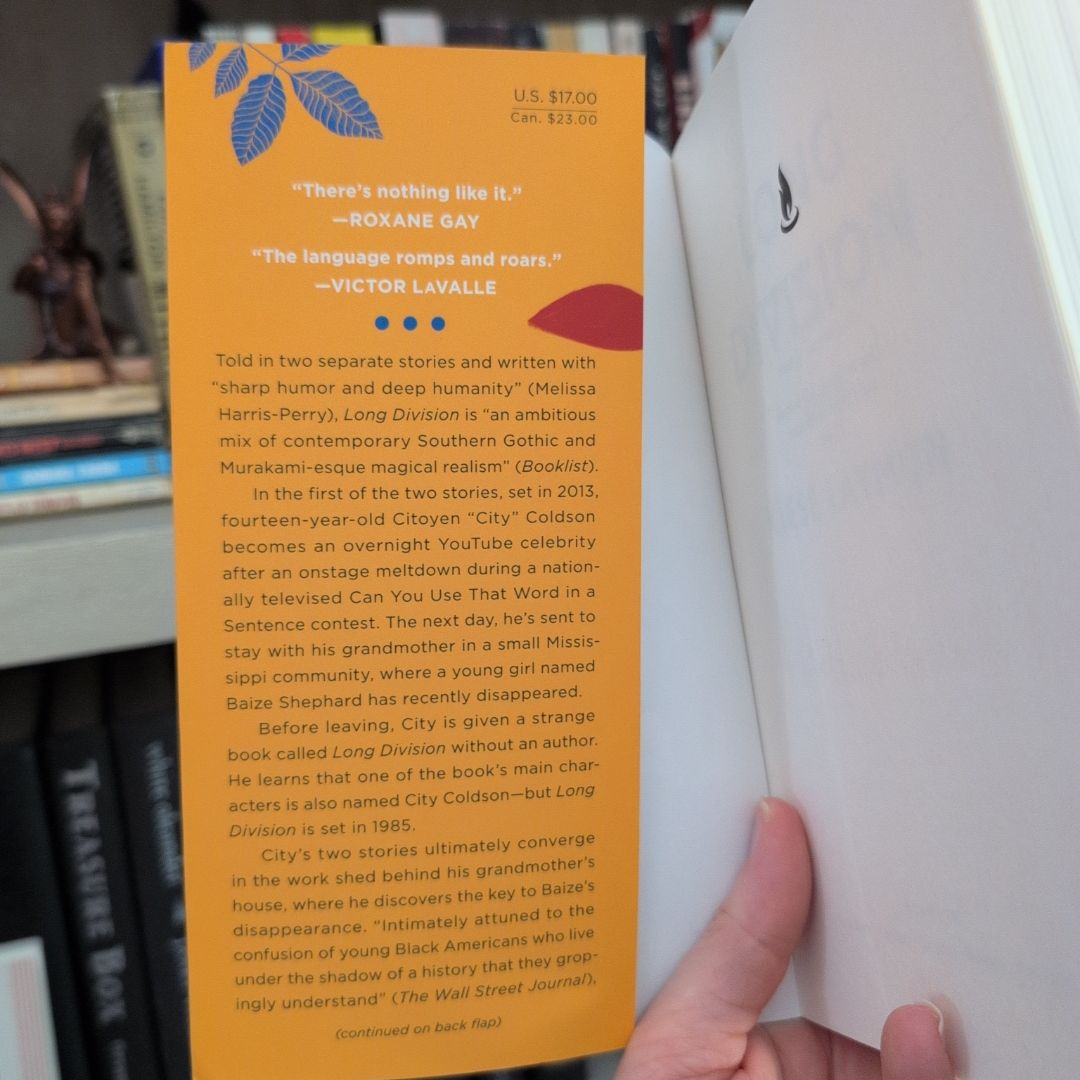 U.S. $17.00
Can. $23.00
“There’s nothing like it.”
—ROXANE GAY
“The language romps and roars.”
—VICTOR LAVALLE
Told in two separate stories and written with
“sharp humor and deep humanity” (Melissa
Harris-Perry), Long Division is “an ambitious
mix of contemporary Southern Gothic and
Murakami-esque magical realism” (Booklist).
In the first of the two stories, set in 2013,
fourteen-year-old Citoyen “City” Coldson
becomes an overnight YouTube celebrity
after an onstage meltdown during a nation-
ally televised Can You Use That Word in a
Sentence contest. The next day, he’s sent to
stay with his grandmother in a small Missis-
sippi community, where a young girl named
Baize Shephard has recently disappeared.
Before leaving, City is given a strange
book called Long Division without an author.
He learns that one of the book’s main char-
acters is also named City Coldson—but Long
Division is set in 1985.
City’s two stories ultimately converge
in the work shed behind his grandmother’s
house, where he discovers the key to Baize’s
disappearance. “Intimately attuned to the
confusion of young Black Americans who live
under the shadow of a history that they grop-
ingly understand” (The Wall Street Journal),
(continued on back flap)
TREASURE BOX